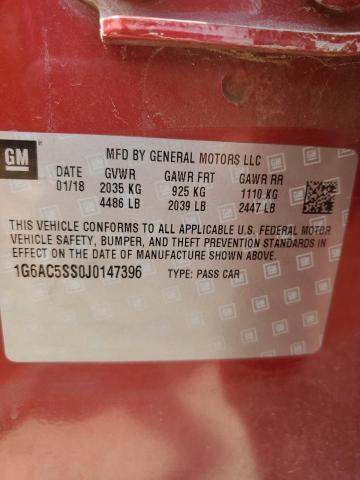 GM
MFD BY GENERAL MOTORS LLC
DATE GVWR GAWR FRT GAWR RR
01/18 2035 KG 925 KG 1110 KG
4486 LB 2039 LB 2447 LB
THIS VEHICLE CONFORMS TO ALL APPLICABLE U.S. FEDERAL MOTOR
VEHICLE SAFETY, BUMPER, AND THEFT PREVENTION STANDARDS IN
EFFECT ON THE DATE OF MANUFACTURE SHOWN ABOVE.
1G6AC5SS0J0147396 TYPE: PASS CAR